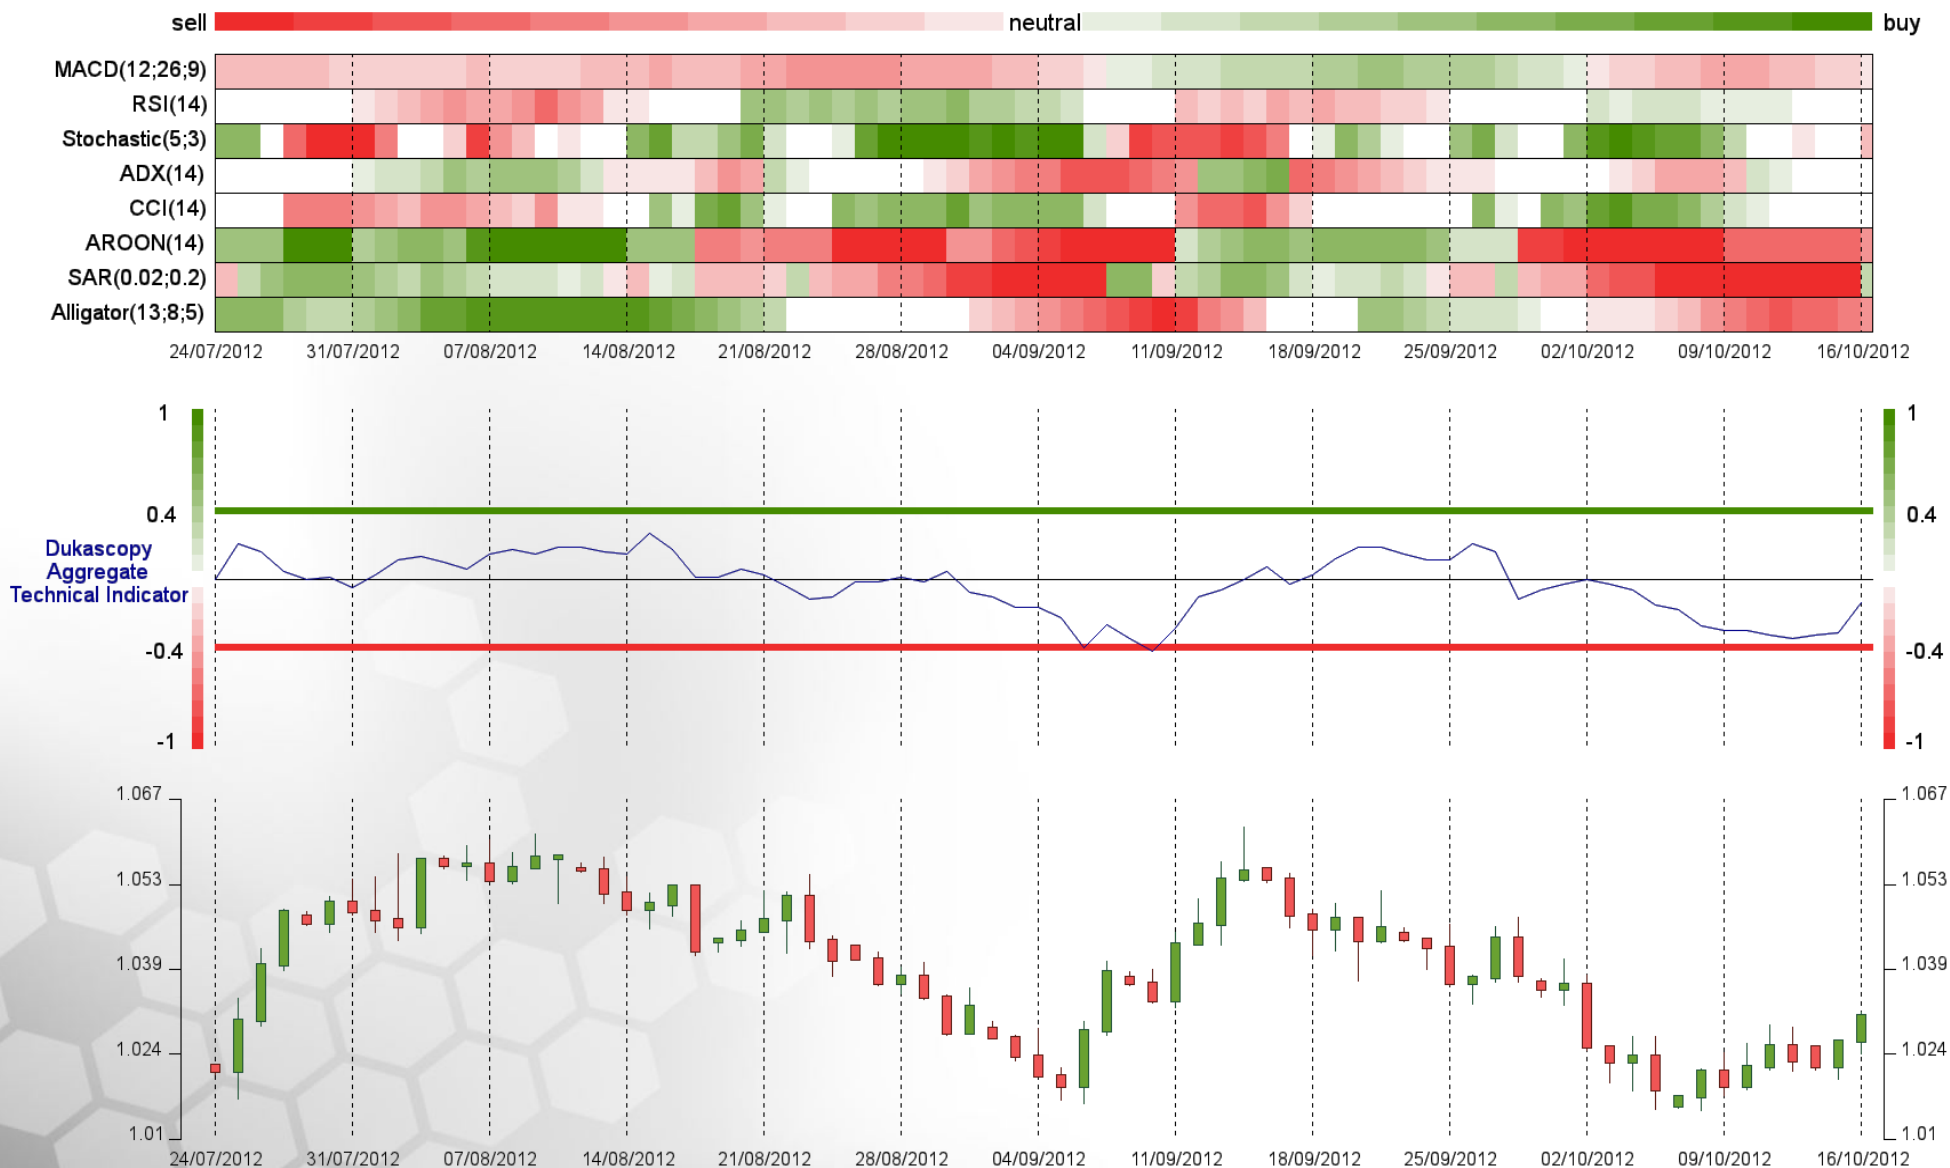 sell neutral buy
MACD(12;26;9)
RSI(14)
Stochastic(5;3)
ADX(14)
CCI(14)
AROON(14)
SAR(0.02;0.2)
Alligator(13;8;5)
24/07/2012 31/07/2012 07/08/2012 14/08/2012 21/08/2012 28/08/2012 04/09/2012 11/09/2012 18/09/2012 25/09/2012 02/10/2012 09/10/2012 16/10/2012
1 1
0.4 0.4
Dukascopy
Aggregate
Technical Indicator
-0.4 -0.4
-1 -1
1.067 1.067
1.053 1.053
1.039 1.039
1.024 1.024
1.01 1.01
24/07/2012 31/07/2012 07/08/2012 14/08/2012 21/08/2012 28/08/2012 04/09/2012 11/09/2012 18/09/2012 25/09/2012 02/10/2012 09/10/2012 16/10/2012